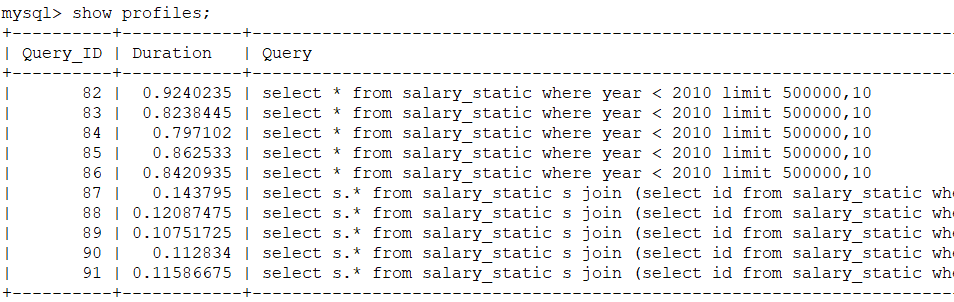 mysql> show profiles;
+----------+------------+---------------------------------------------------------------------------
| Query_ID | Duration   | Query
+----------+------------+---------------------------------------------------------------------------
|       82 |  0.9240235 | select * from salary_static where year < 2010 limit 500000,10
|       83 |  0.8238445 | select * from salary_static where year < 2010 limit 500000,10
|       84 |   0.797102 | select * from salary_static where year < 2010 limit 500000,10
|       85 |   0.862533 | select * from salary_static where year < 2010 limit 500000,10
|       86 |  0.8420935 | select * from salary_static where year < 2010 limit 500000,10
|       87 |   0.143795 | select s.* from salary_static s join (select id from salary_static wh
|       88 | 0.12087475 | select s.* from salary_static s join (select id from salary_static wh
|       89 | 0.10751725 | select s.* from salary_static s join (select id from salary_static wh
|       90 |   0.112834 | select s.* from salary_static s join (select id from salary_static wh
|       91 | 0.11586675 | select s.* from salary_static s join (select id from salary_static wh
+----------+------------+---------------------------------------------------------------------------